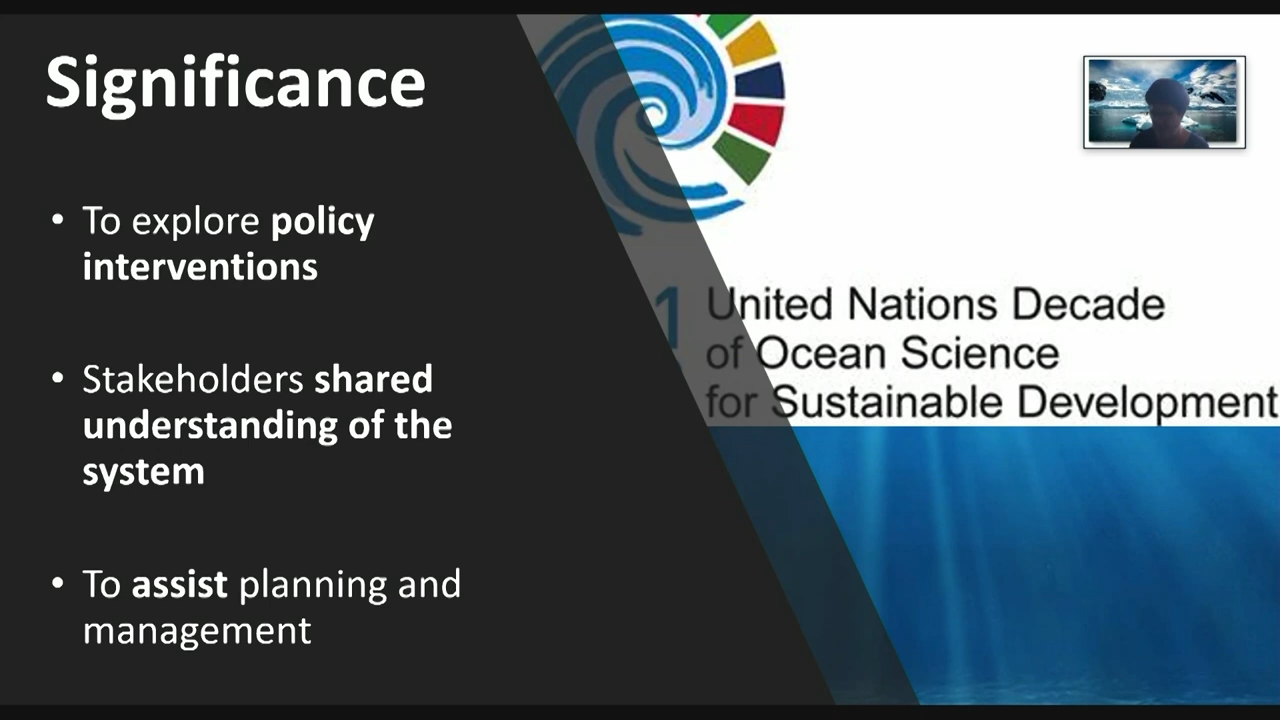 Significance
• To explore policy
interventions
• Stakeholders shared
understanding of the
system
• To assist planning and
management
1
United Nations Decade
of Ocean Science
for Sustainable Development